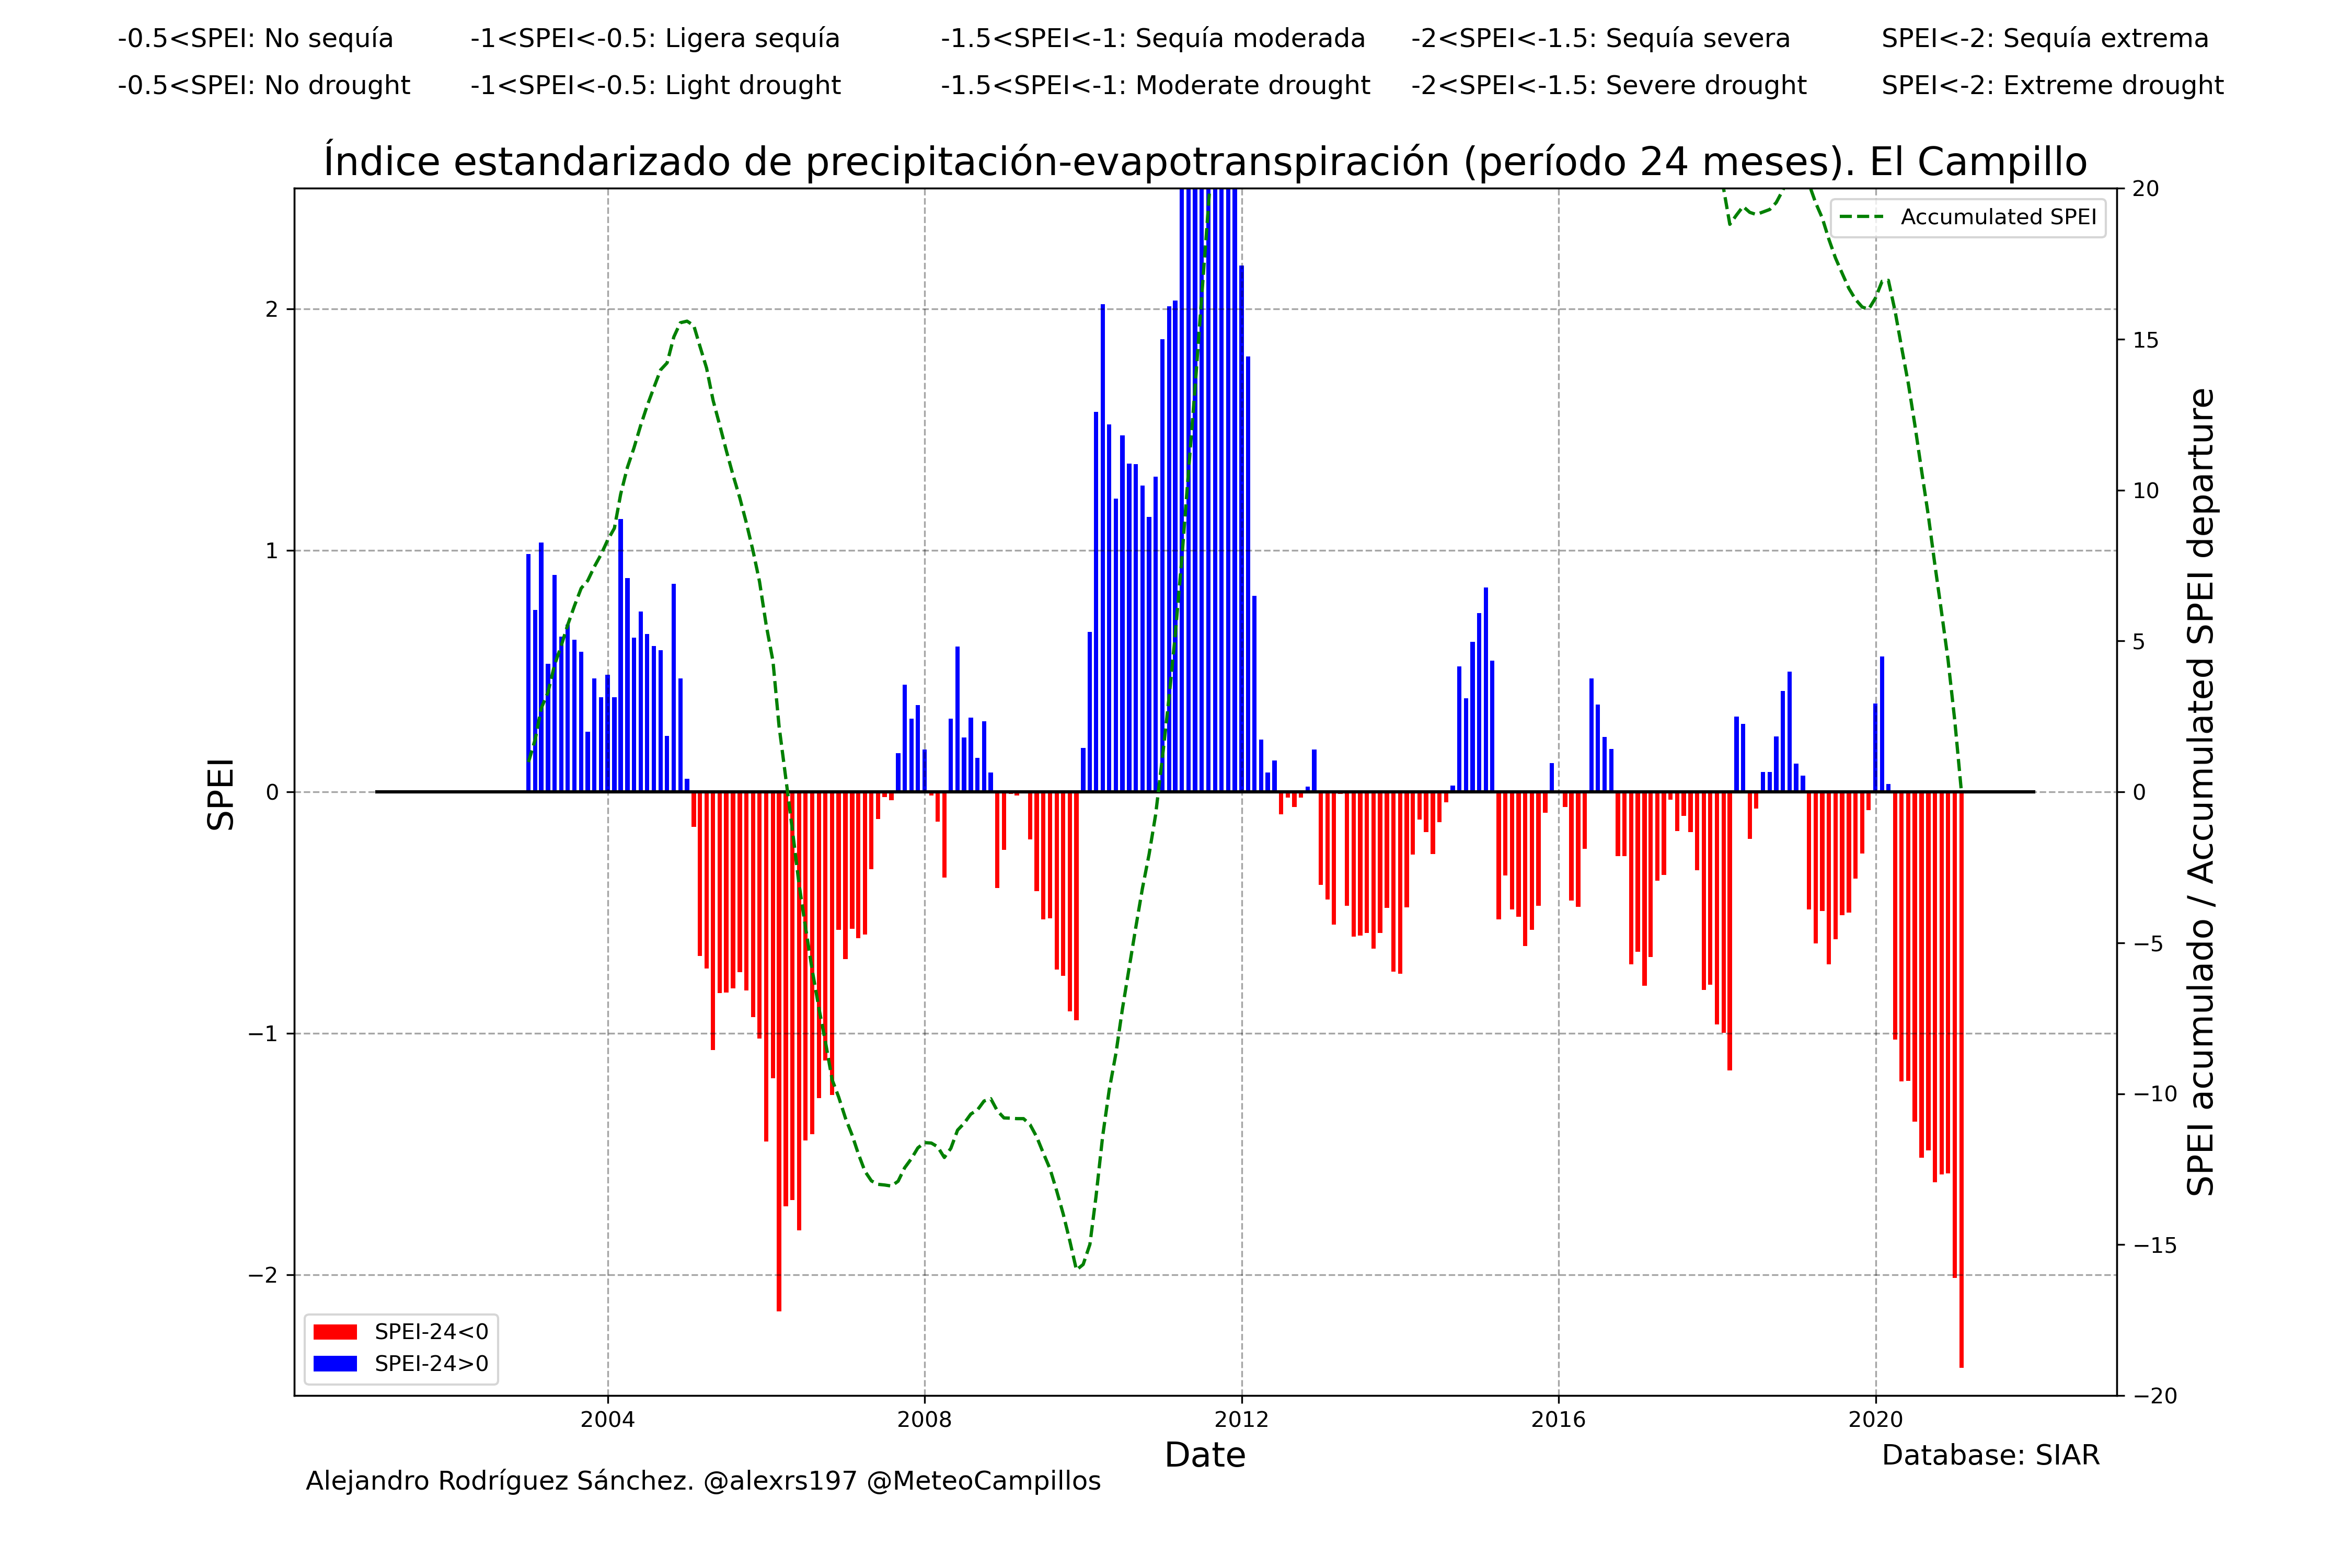 -0.5<SPEI: No sequía -1<SPEI<-0.5: Ligera sequía -1.5<SPEI<-1: Sequía moderada -2<SPEI<-1.5: Sequía severa SPEI<-2: Sequía extrema
-0.5<SPEI: No drought -1<SPEI<-0.5: Light drought -1.5<SPEI<-1: Moderate drought -2<SPEI<-1.5: Severe drought SPEI<-2: Extreme drought
Índice estandarizado de precipitación-evapotranspiración (período 24 meses). El Campillo
Accumulated SPEI
SPEI
2
1
0
−1
−2
20
15
10
5
0
−5
−10
−15
−20
SPEI acumulado / Accumulated SPEI departure
SPEI-24<0
SPEI-24>0
2004 2008 2012 2016 2020
Date
Database: SIAR
Alejandro Rodríguez Sánchez. @alexrs197 @MeteoCampillos